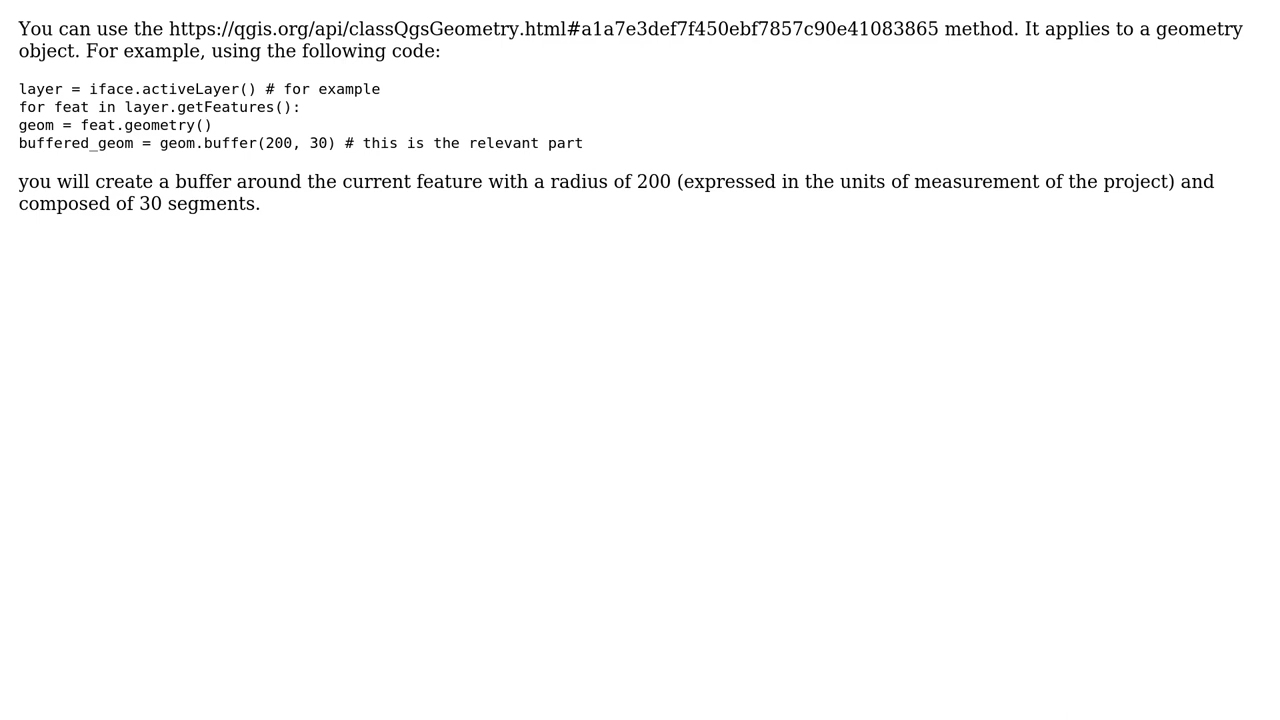 You can use the https://qgis.org/api/classQgsGeometry.html#a1a7e3def7f450ebf7857c90e41083865 method. It applies to a geometry
object. For example, using the following code:
layer = iface.activeLayer() # for example
for feat in layer.getFeatures():
geom = feat.geometry()
buffered_geom = geom.buffer(200, 30) # this is the relevant part
you will create a buffer around the current feature with a radius of 200 (expressed in the units of measurement of the project) and
composed of 30 segments.